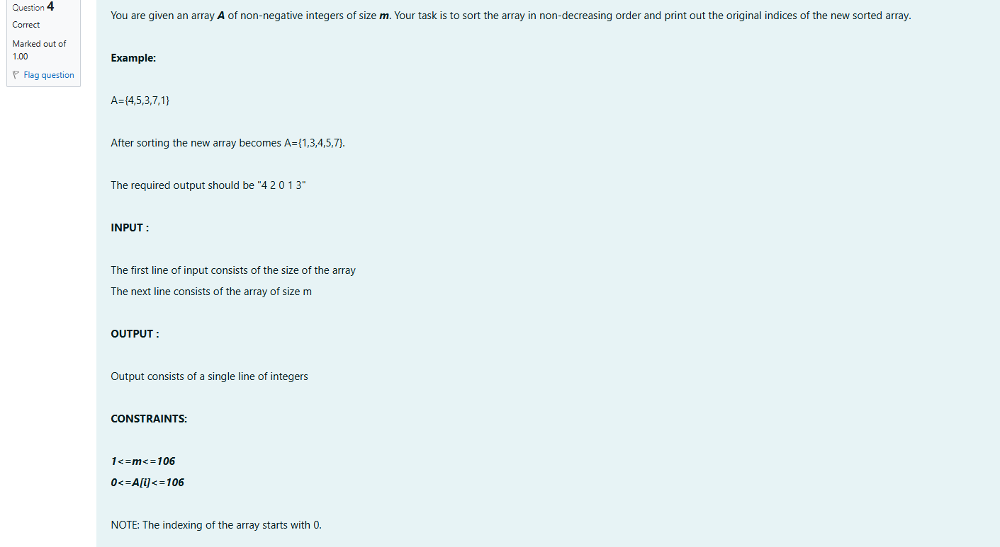 Question 4
Correct
Marked out of
1.00
Flag question
You are given an array A of non-negative integers of size m. Your task is to sort the array in non-decreasing order and print out the original indices of the new sorted array.
Example:
A={4,5,3,7,1}
After sorting the new array becomes A={1,3,4,5,7}.
The required output should be "4 2 0 1 3"
INPUT :
The first line of input consists of the size of the array
The next line consists of the array of size m
OUTPUT :
Output consists of a single line of integers
CONSTRAINTS:
1<=m<=106
0<=A[i]<=106
NOTE: The indexing of the array starts with 0.